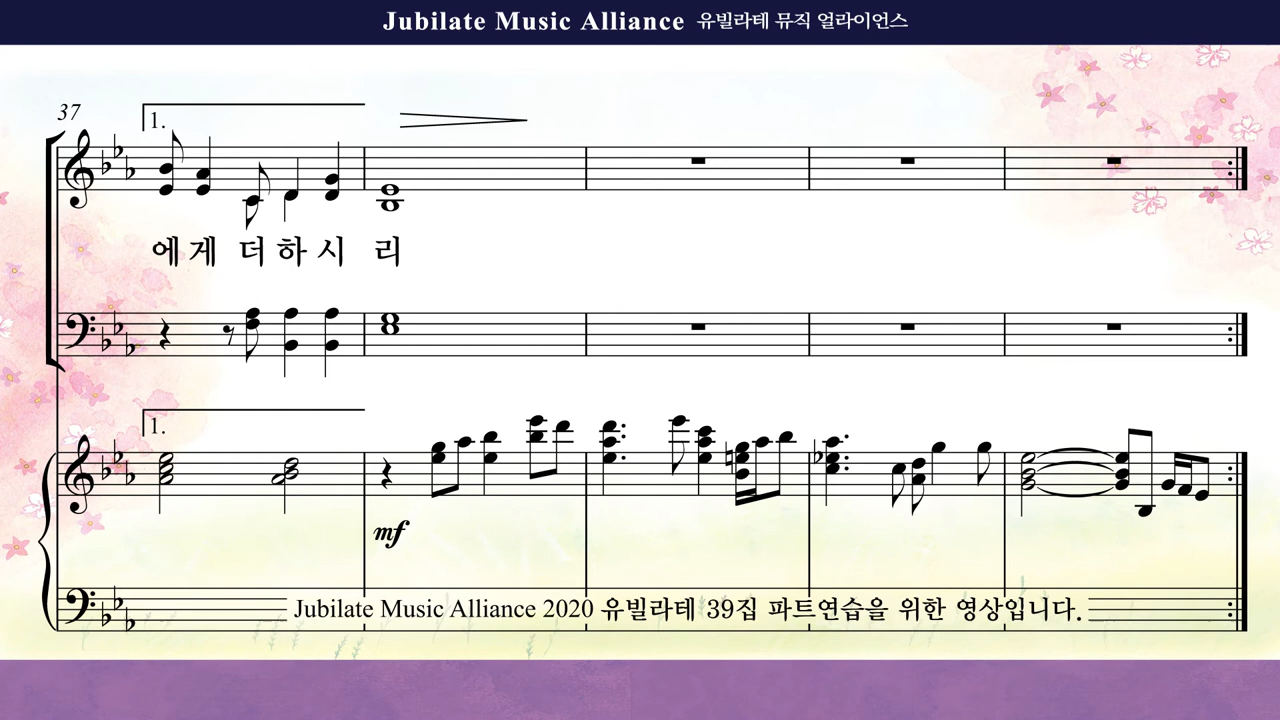 Jubilate Music Alliance 유빌라테 뮤직 얼라이언스
37
1.
에게 더하시 리
1.
mf
Jubilate Music Alliance 2020 유빌라테 39집 파트연습을 위한 영상입니다.